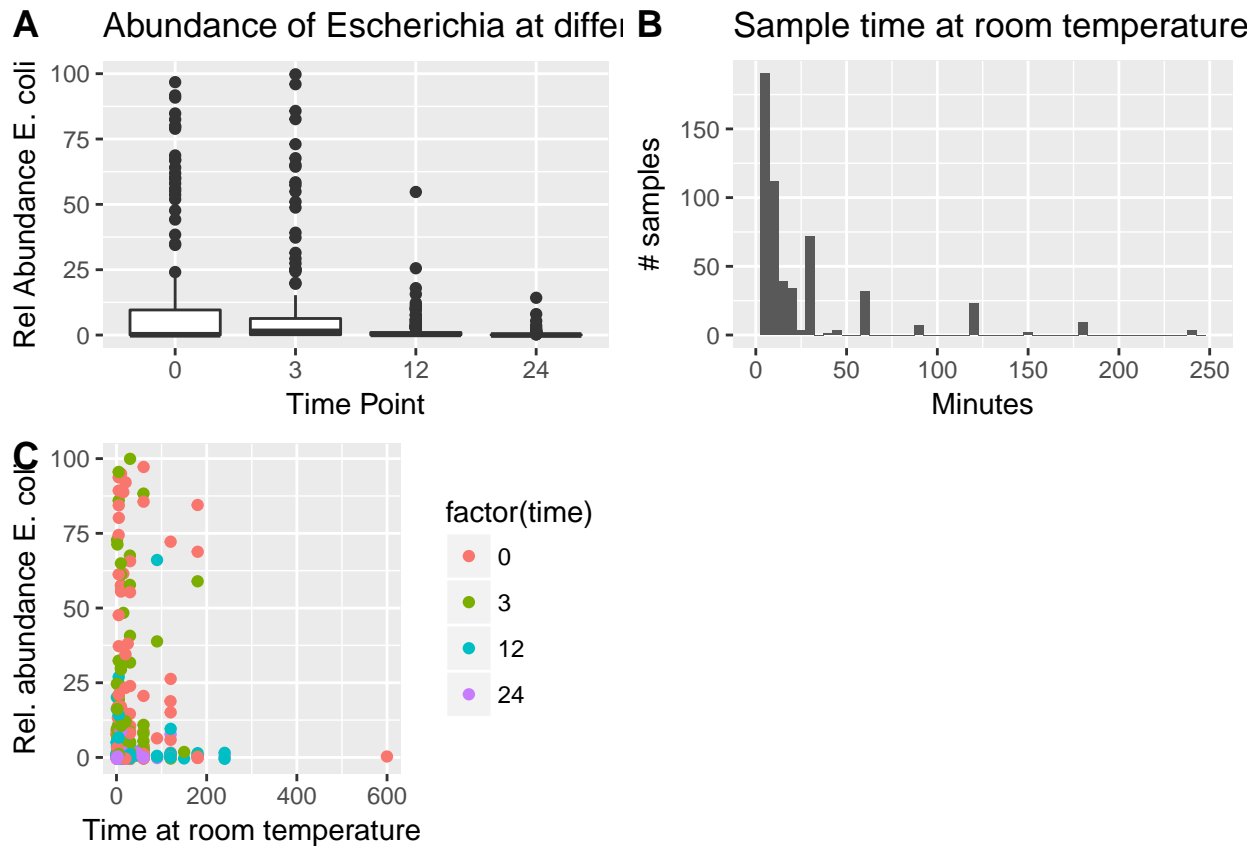 A
Abundance of Escherichia at differ
Rel Abundance E. coli
100
75
50
25
0
0 3 12 24
Time Point
B
Sample time at room temperature
# samples
150
100
50
0
0 50 100 150 200 250
Minutes
C
Rel. abundance E. coli
100
75
50
25
0
0 200 400 600
Time at room temperature
factor(time)
0
3
12
24